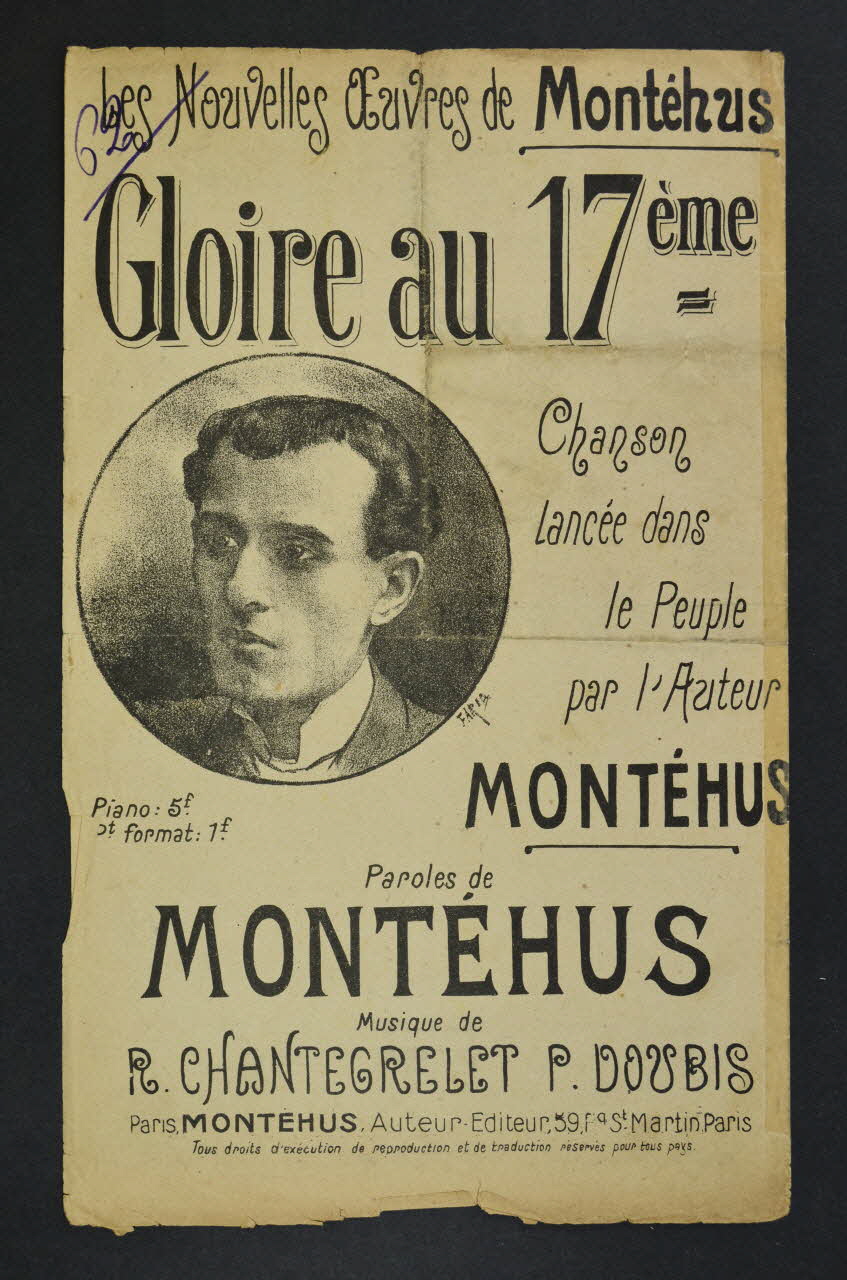 62
Les Nouvelles Œuvres de Montéhus
Gloire au 17ème
Chanson
Lancée dans
le Peuple
par l'Auteur
MONTÉHUS
FARIA
Piano: 5f
pt format: 1f
Paroles de
MONTÉHUS
Musique de
R. CHANTEGRELET P. DOUBIS
Paris, MONTÉHUS, Auteur-Editeur, 59, Fg St Martin, Paris
Tous droits d'exécution de reproduction et de traduction réservés pour tous pays.